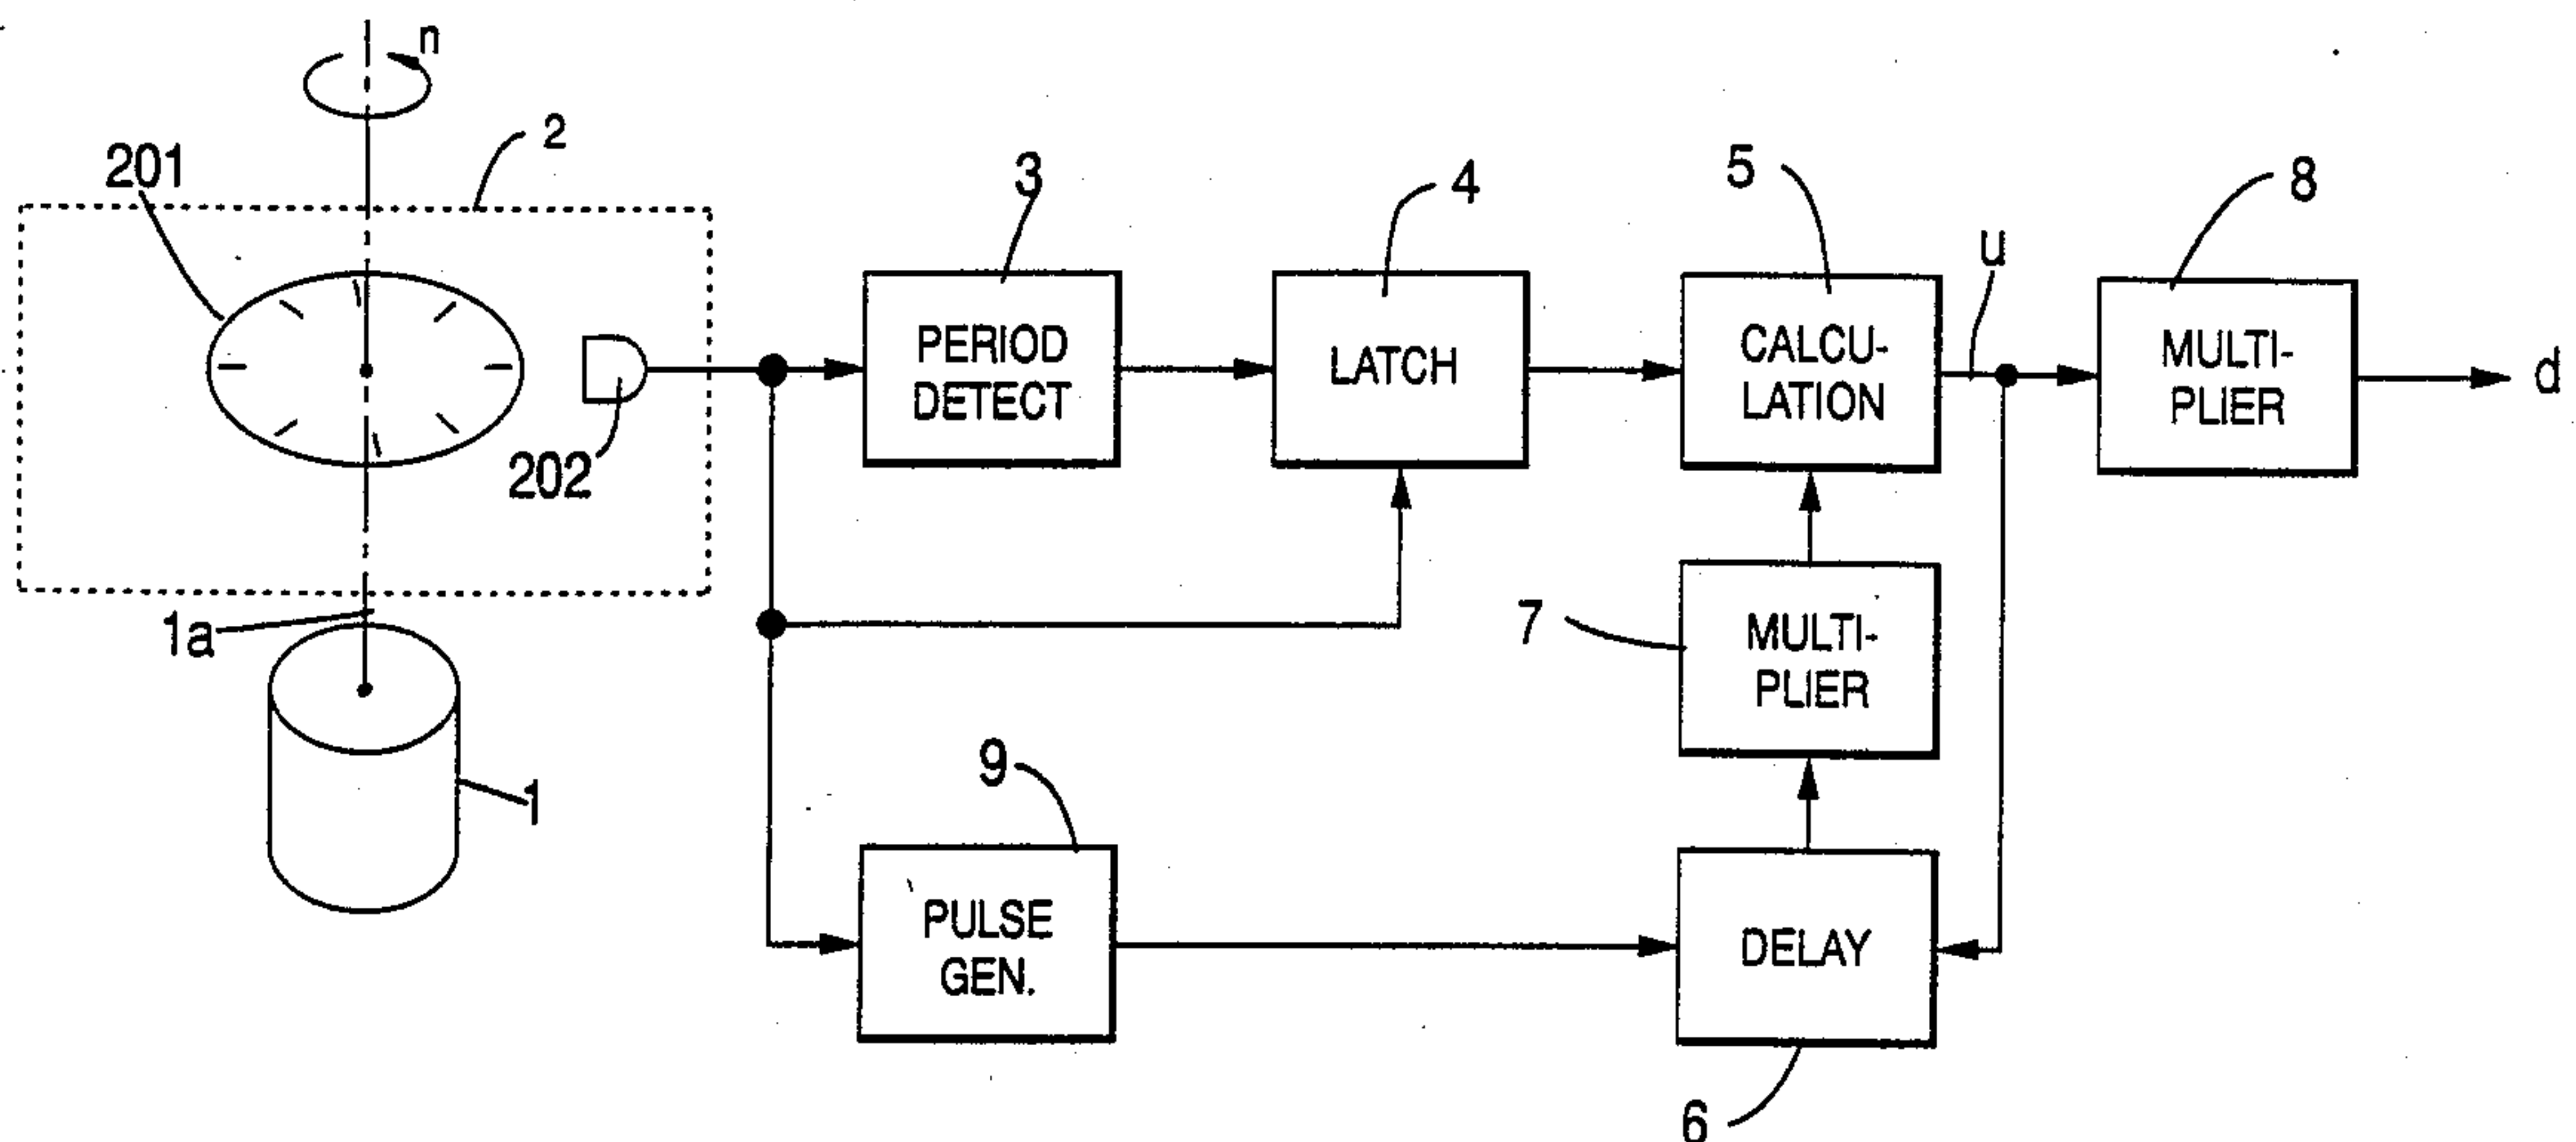 n
2
201
3
4
5
u
8
PERIOD
DETECT
LATCH
CALCU-
LATION
MULTI-
PLIER
d
202
1a
7
MULTI-
PLIER
9
1
PULSE
GEN.
DELAY
6